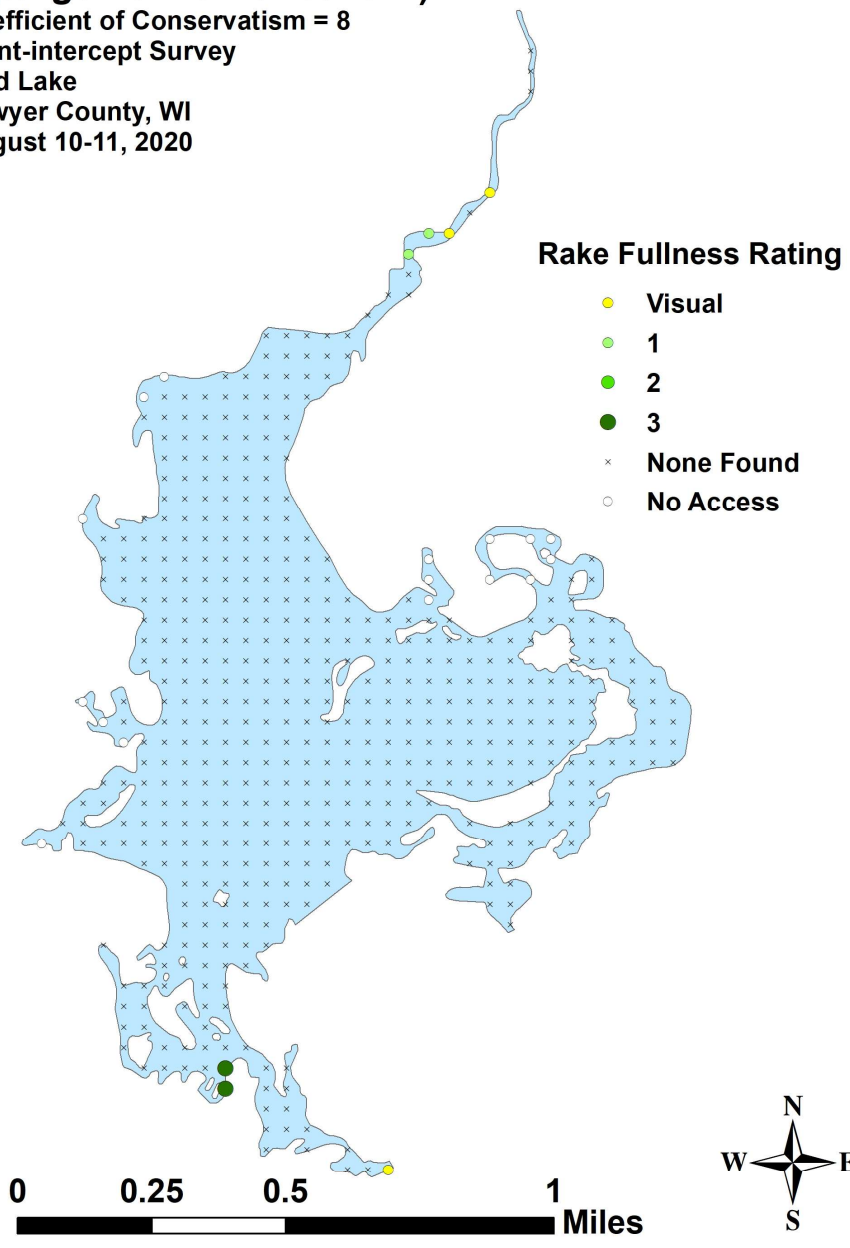 efficient of Conservatism = 8
nt-intercept Survey
d Lake
wyer County, WI
gust 10-11, 2020
Rake Fullness Rating
Visual
1
2
3
None Found
No Access
N
W
E
S
0 0.25 0.5 1
Miles